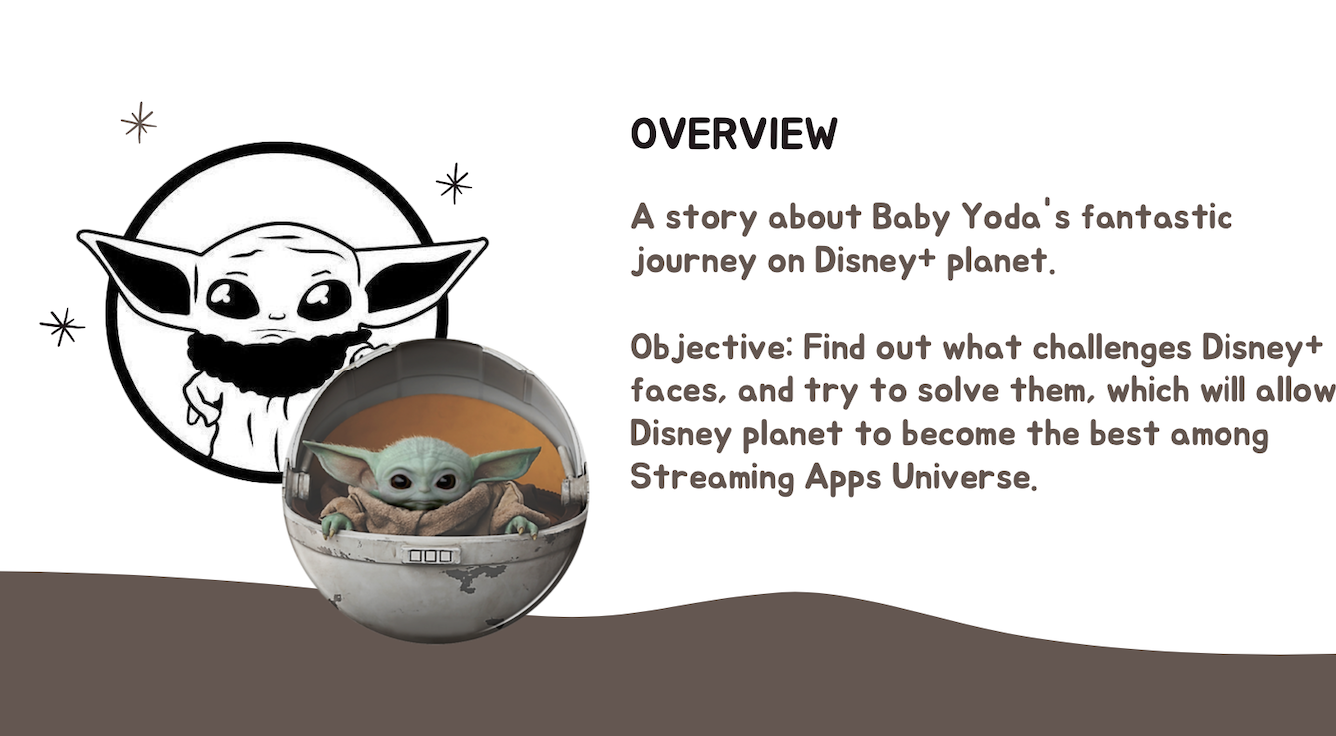 OVERVIEW
A story about Baby Yoda's fantastic
journey on Disney+ planet.
Objective: Find out what challenges Disney+
faces, and try to solve them, which will allow
Disney planet to become the best among
Streaming Apps Universe.